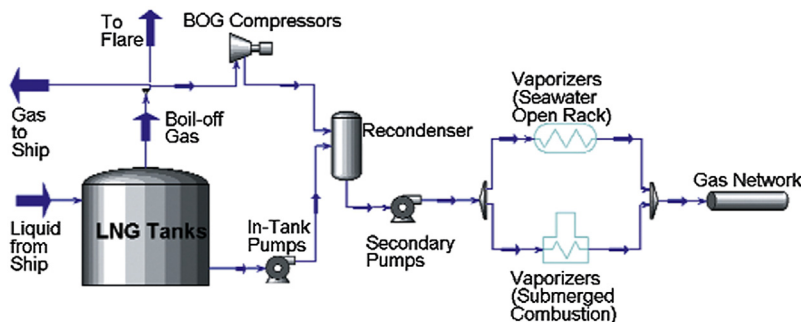 To
Flare
BOG Compressors
Gas
to
Ship
Boil-off
Gas
Recondenser
Vaporizers
(Seawater
Open Rack)
Gas Network
Liquid
from
Ship
LNG Tanks
In-Tank
Pumps
Secondary
Pumps
Vaporizers
(Submerged
Combustion)